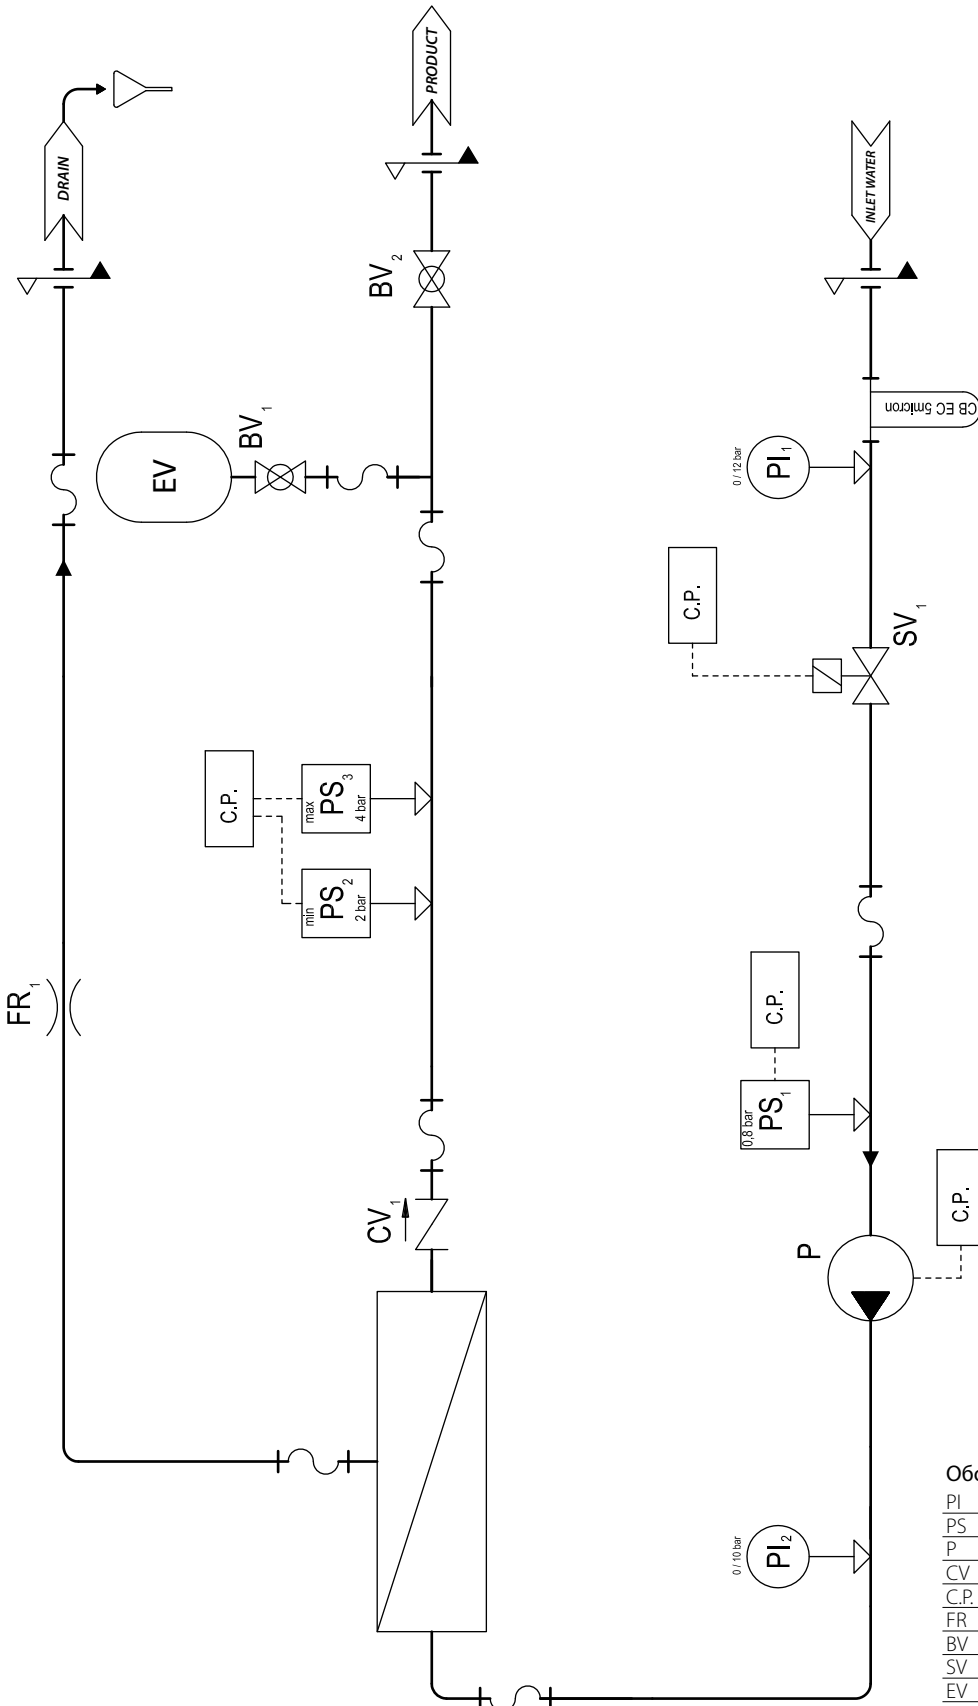 DRAIN
PRODUCT
INLET WATER
BV2
BV1
EV
CB EC 5micron
0 / 12 bar
PI1
C.P.
SV1
C.P.
max
PS3
4 bar
min
PS2
2 bar
FR1
C.P.
0,8 bar
PS1
CV1
P
C.P.
0 / 10 bar
PI2
PI
PS
P
CV
C.P.
FR
BV
SV
EV